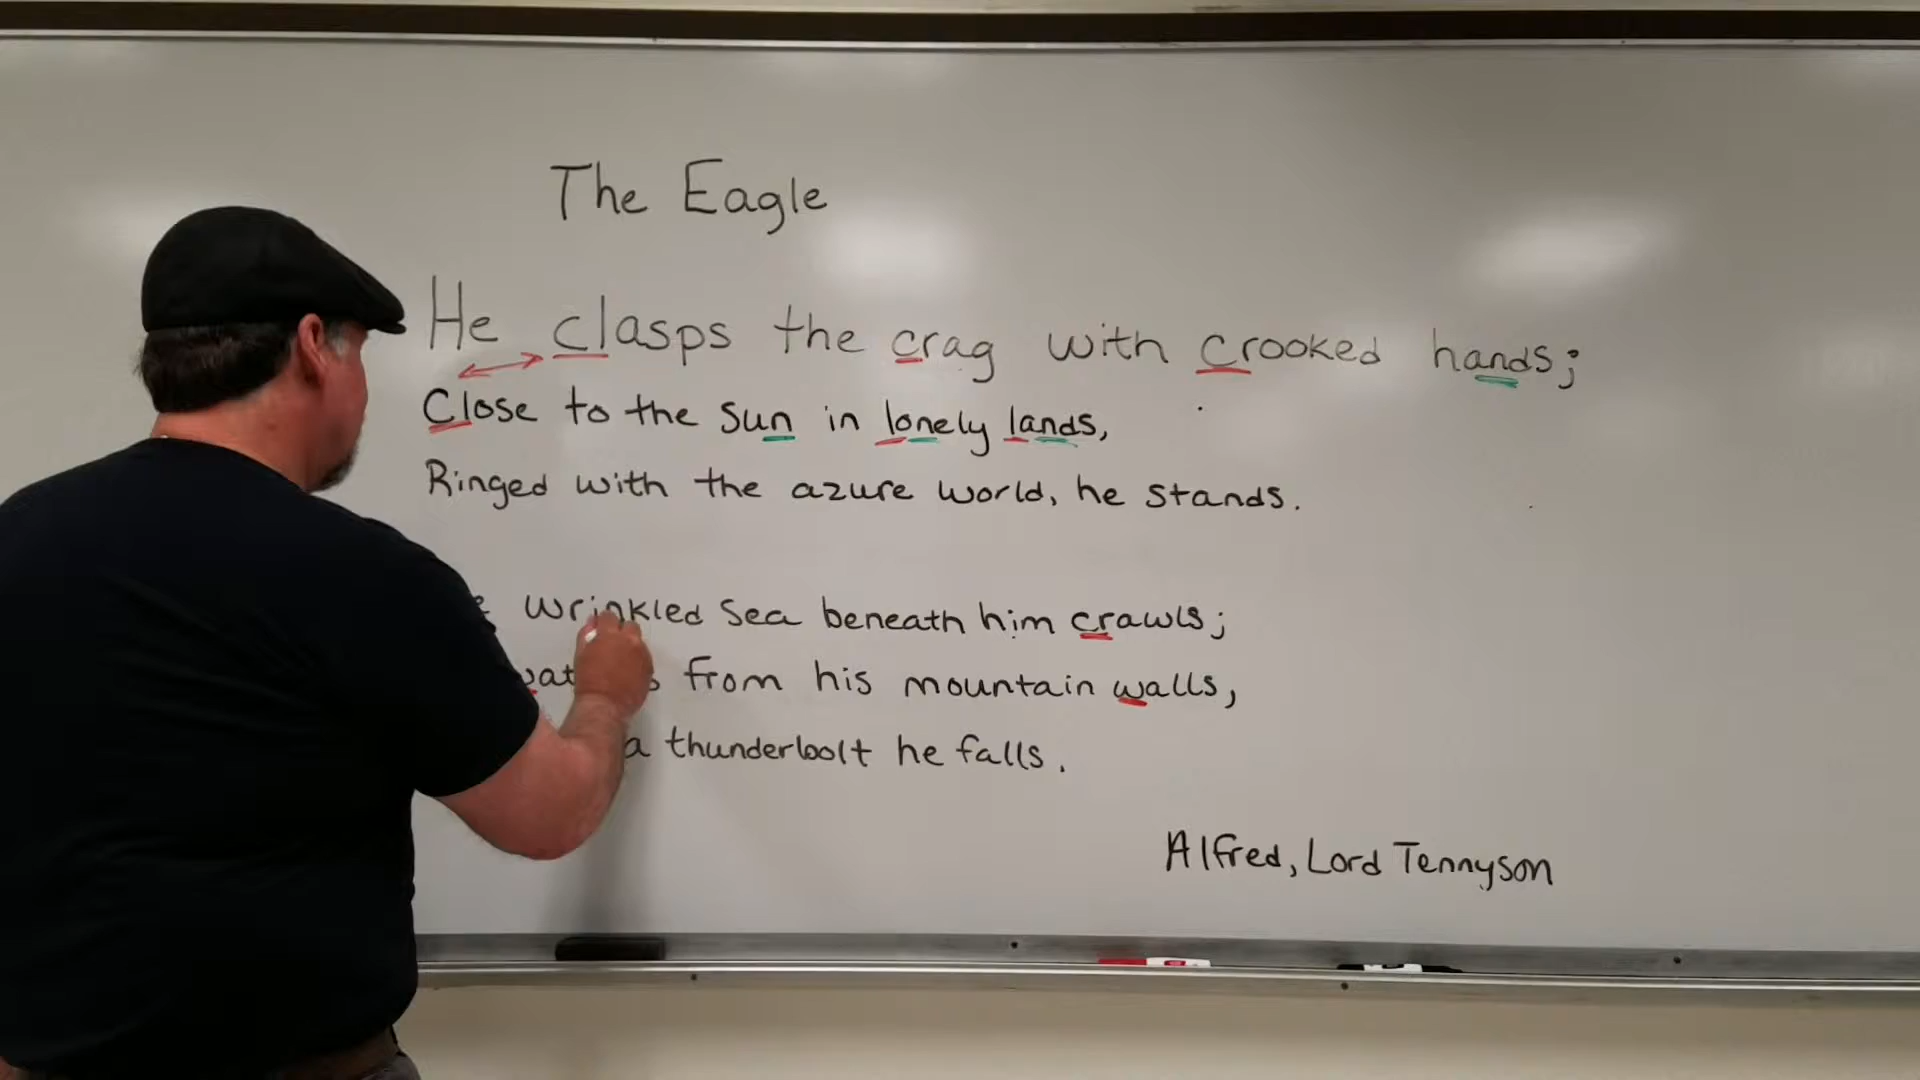 The Eagle
He clasps the crag with crooked hands;
Close to the sun in lonely lands,
Ringed with the azure world, he stands.
wrinkled sea beneath him crawls;
from his mountain walls,
a thunderbolt he falls.
Alfred, Lord Tennyson